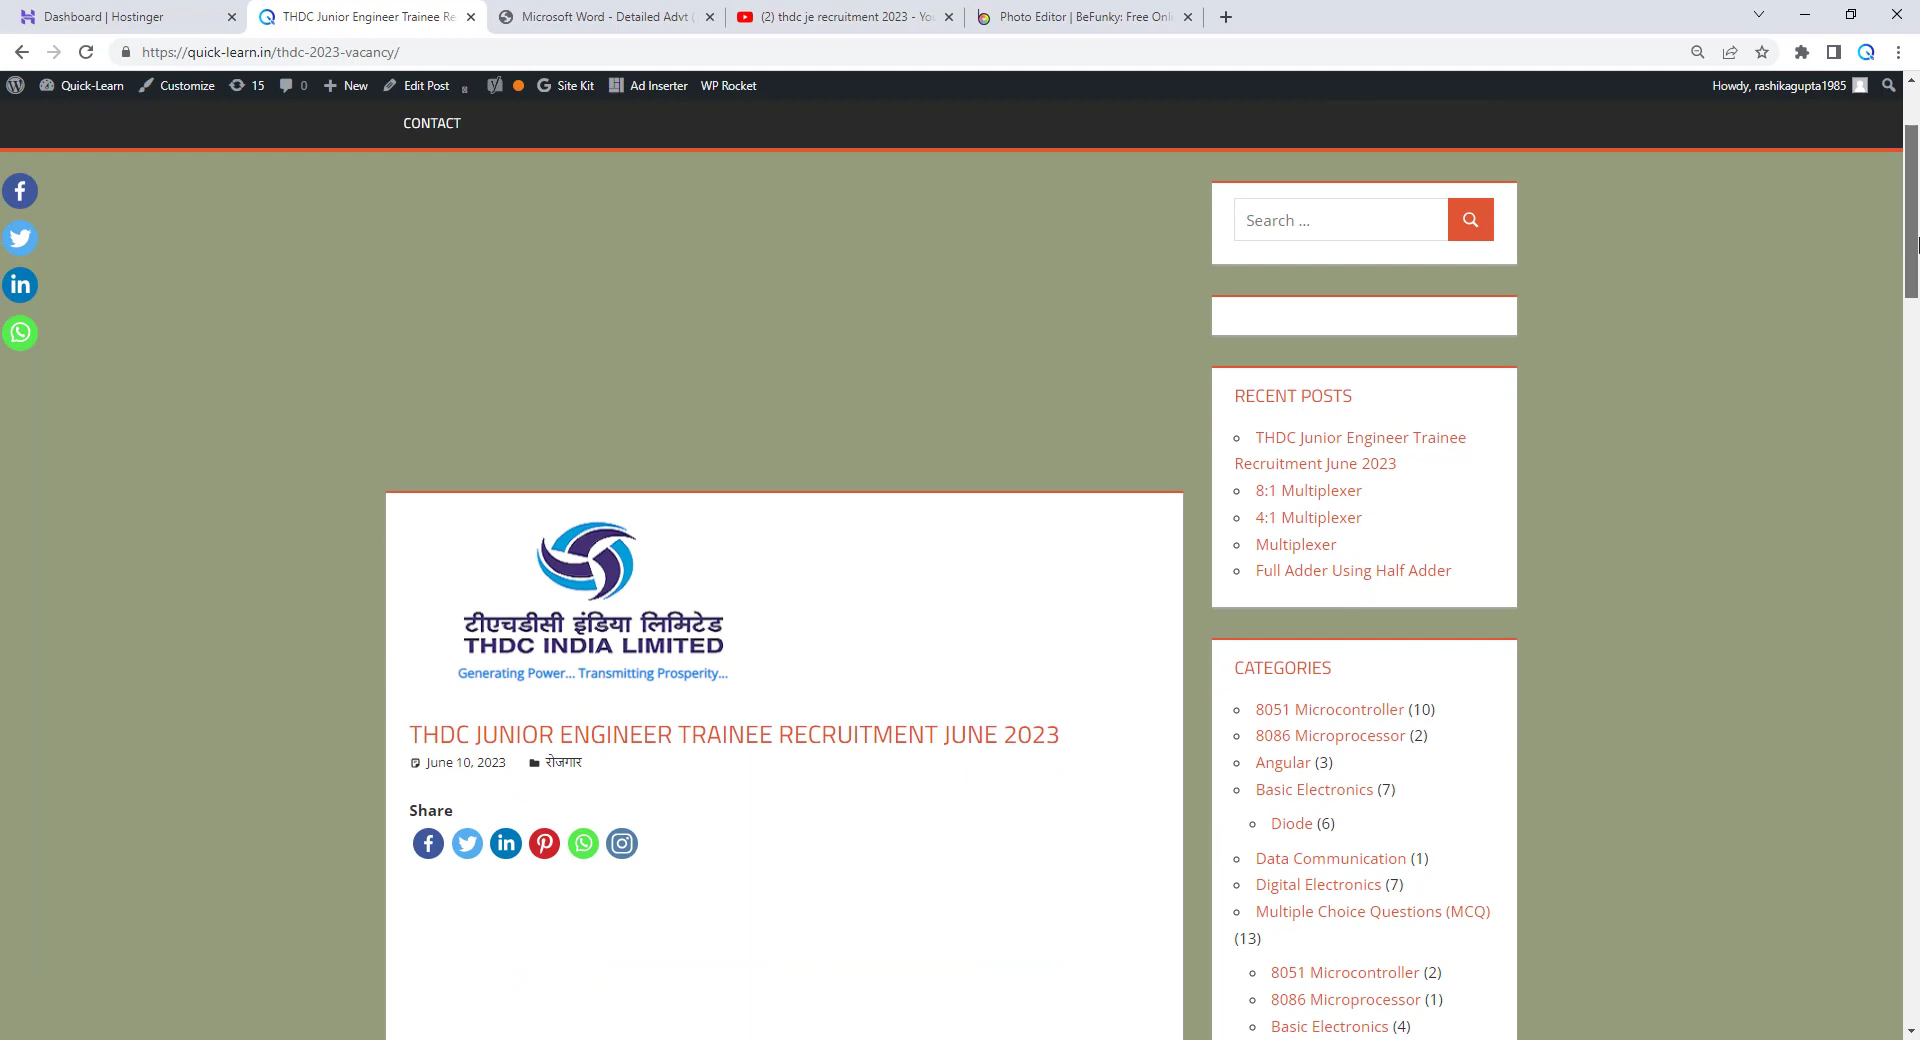 Dashboard | Hostinger
THDC Junior Engineer Trainee Re
Microsoft Word - Detailed Advt (
(2) thdc je recruitment 2023 - Yo
Photo Editor | BeFunky: Free Onli
https://quick-learn.in/thdc-2023-vacancy/
Quick-Learn
Customize
15
0
New
Edit Post
Site Kit
Ad Inserter
WP Rocket
Howdy, rashikagupta1985
CONTACT
Search ...
RECENT POSTS
THDC Junior Engineer Trainee
Recruitment June 2023
8:1 Multiplexer
4:1 Multiplexer
Multiplexer
Full Adder Using Half Adder
टीएचडीसी इंडिया लिमिटेड
THDC INDIA LIMITED
Generating Power... Transmitting Prosperity...
THDC JUNIOR ENGINEER TRAINEE RECRUITMENT JUNE 2023
June 10, 2023
रोजगार
Share
CATEGORIES
8051 Microcontroller (10)
8086 Microprocessor (2)
Angular (3)
Basic Electronics (7)
Diode (6)
Data Communication (1)
Digital Electronics (7)
Multiple Choice Questions (MCQ)
(13)
8051 Microcontroller (2)
8086 Microprocessor (1)
Basic Electronics (4)